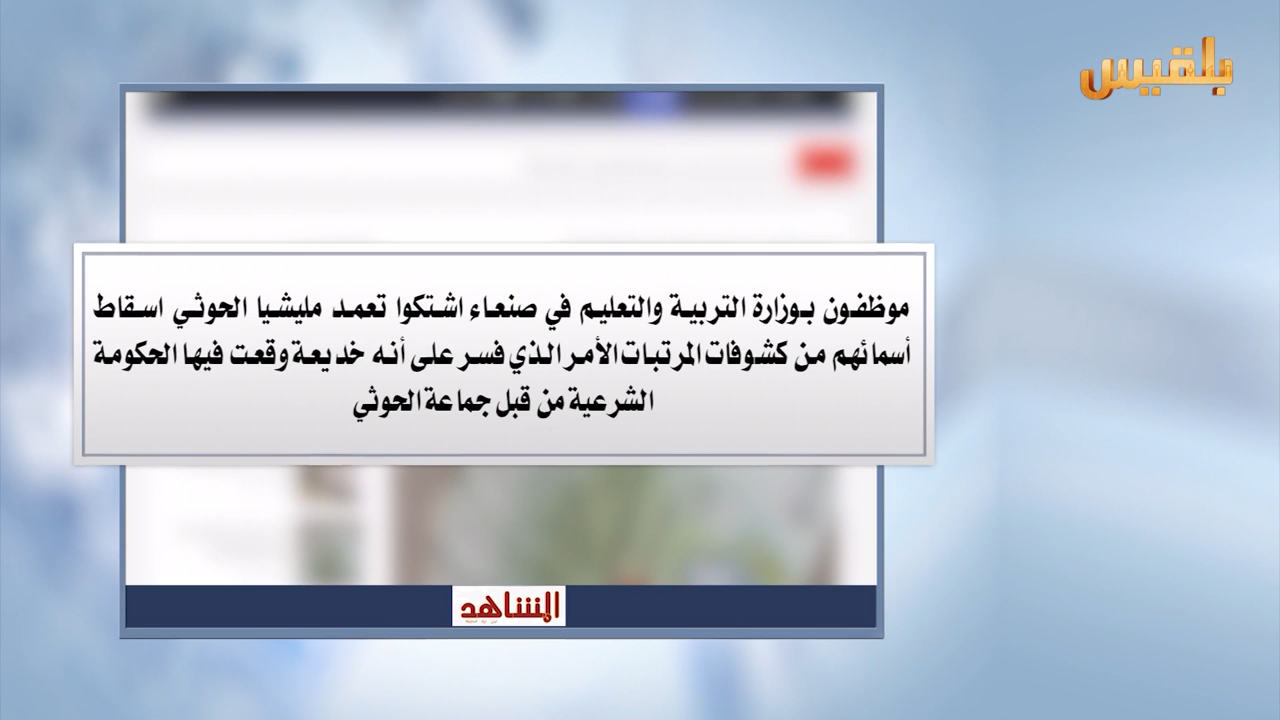 بلقيس
موظفون بوزارة التربية والتعليم في صنعاء اشتكوا تعمد مليشيا الحوثي اسقاط
أسمائهم من كشوفات المرتبات الأمر الذي فسر على أنه خديعة وقعت فيها الحكومة
الشرعية من قبل جماعة الحوثي
المشاهد